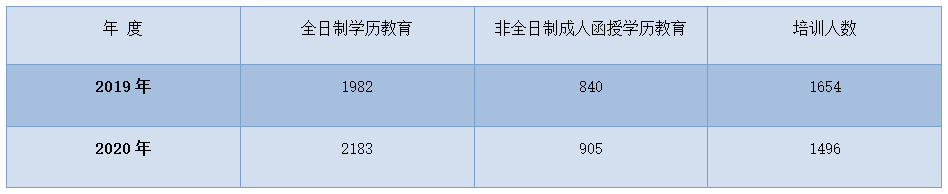 年 度 全日制学历教育 非全日制成人函授学历教育 培训人数
2019 年 1982 840 1654
2020 年 2183 905 1496